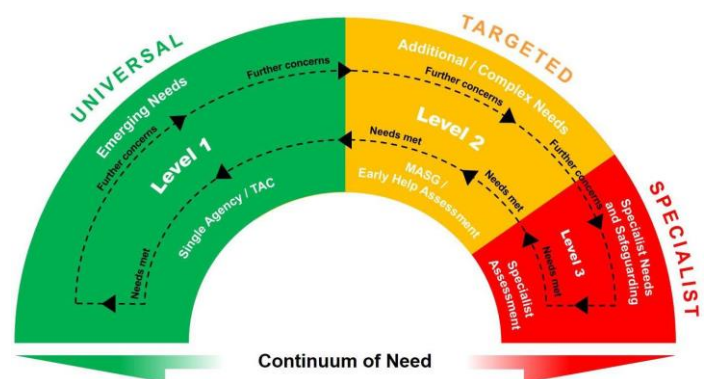 UNIVERSAL
TARGETED
SPECIALIST
Emerging Needs
Further concerns
Further concerns
Level 1
Single Agency / TAC
Needs met
Additional / Complex Needs
Further concerns
Further concerns
Level 2
Needs met
Needs met
MASG /
Early Help Assessment
Specialist Needs
and Safeguarding
Level 3
Needs met
Specialist
Assessment
Continuum of Need